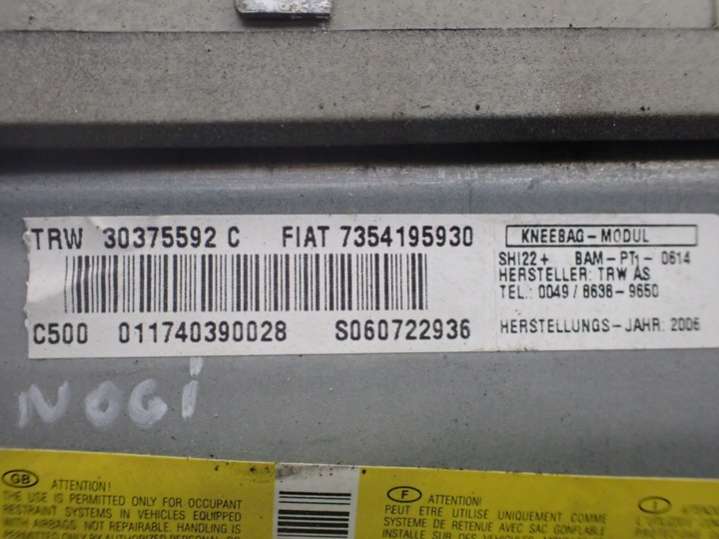 TRW 30375592 C FIAT 7354195930
C500 011740390028 S060722936
KNEEBAG-MODUL
SHI22+ BAM-PT1-0614
HERSTELLER: TRW AS
TEL.: 0049/8636-9650
HERSTELLUNGS-JAHR: 2006
NOGI
GB ATTENTION!
THE USE IS PERMITTED ONLY FOR OCCUPANT
RESTRAINT SYSTEMS IN VEHICLES EQUIPPED
WITH AIRBAGS. NOT REPAIRABLE. HANDLING IS
F ATTENTION!
PEUT ÊTRE UTILISÉ UNIQUEMENT COMME
SYSTEME DE RETENUE AVEC SAC GONFLABLE
I